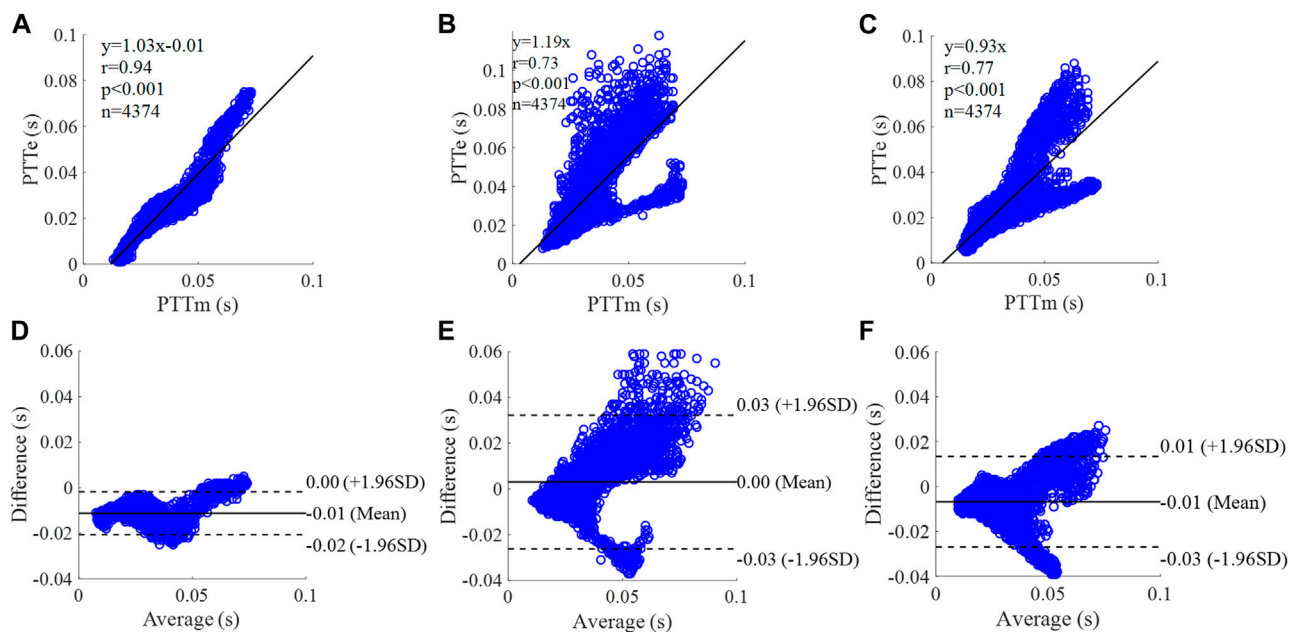 A
y=1.03x-0.01
r=0.94
p<0.001
n=4374
0.1
0.08
0.06
0.04
0.02
0
0
0.05
0.1
PTTe (s)
PTTm (s)
B
y=1.19x
r=0.73
p<0.001
n=4374
0.1
0.08
0.06
0.04
0.02
0
0
0.05
0.1
PTTe (s)
PTTm (s)
C
y=0.93x
r=0.77
p<0.001
n=4374
0.1
0.08
0.06
0.04
0.02
0
0
0.05
0.1
PTTe (s)
PTTm (s)
D
0.06
0.04
0.02
0
-0.02
-0.04
0
0.05
0.1
Difference (s)
Average (s)
0.00 (+1.96SD)
-0.01 (Mean)
-0.02 (-1.96SD)
E
0.06
0.04
0.02
0
-0.02
-0.04
0
0.05
0.1
Difference (s)
Average (s)
0.03 (+1.96SD)
0.00 (Mean)
-0.03 (-1.96SD)
F
0.06
0.04
0.02
0
-0.02
-0.04
0
0.05
0.1
Difference (s)
Average (s)
0.01 (+1.96SD)
-0.01 (Mean)
-0.03 (-1.96SD)